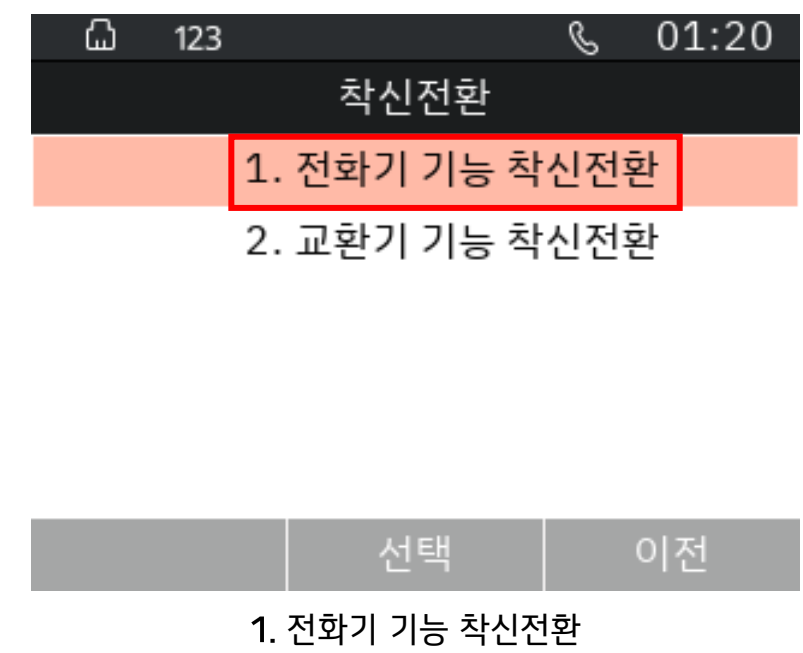 123 01:20
착신전환
1. 전화기 기능 착신전환
2. 교환기 기능 착신전환
선택 이전
1. 전화기 기능 착신전환